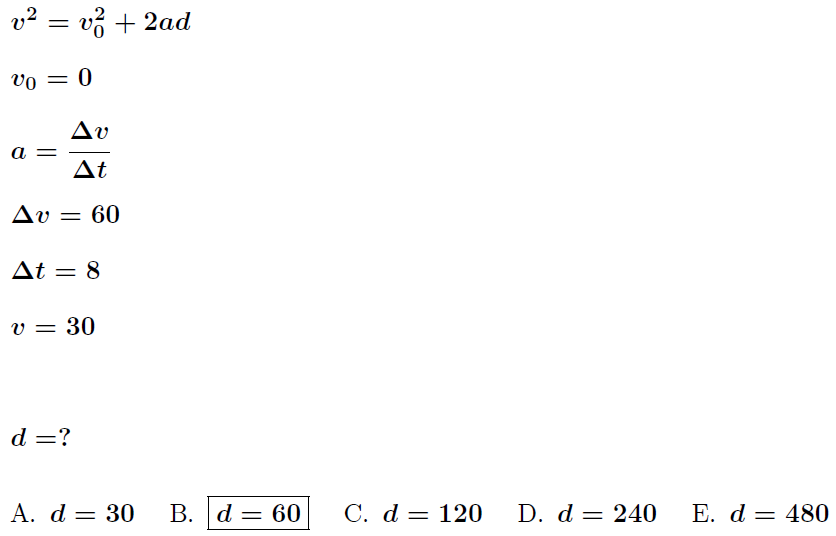 v² = v₀² + 2ad
v₀ = 0
a = Δv/Δt
Δv = 60
Δt = 8
v = 30
d =?
A. d = 30 B. d = 60 C. d = 120 D. d = 240 E. d = 480